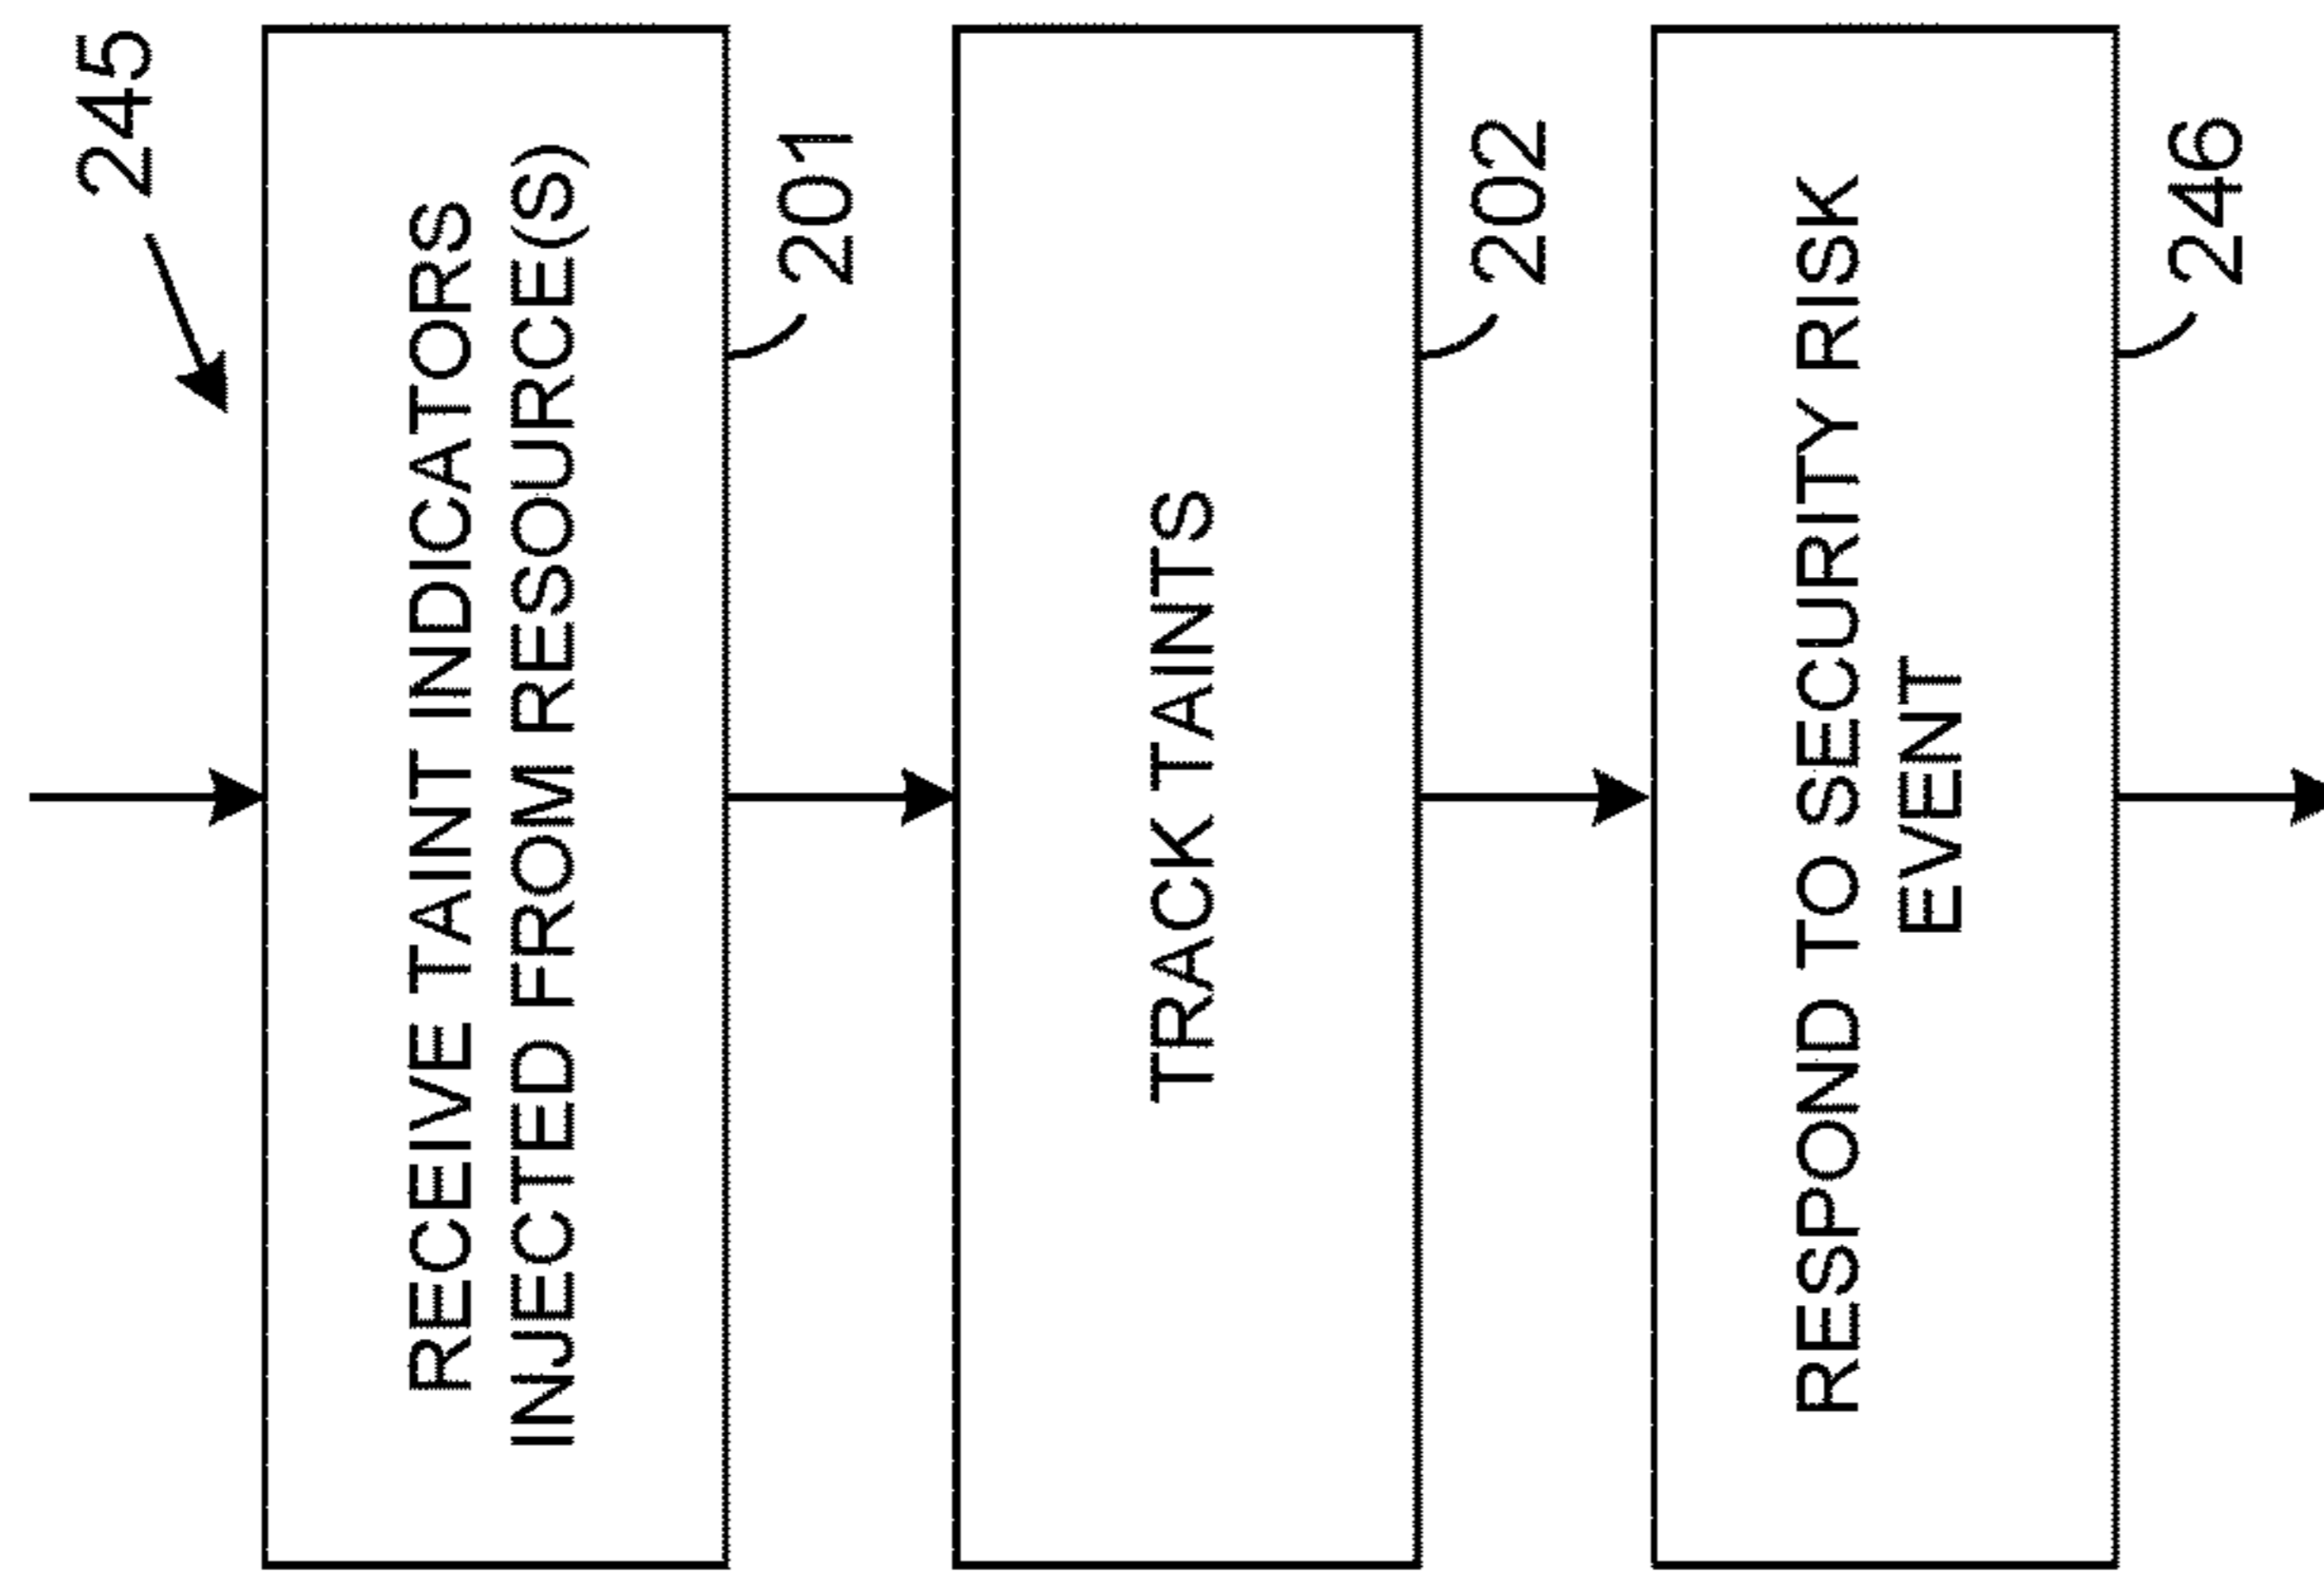 245
RECEIVE TAINT INDICATORS
INJECTED FROM RESOURCE(S)
201
TRACK TAINTS
202
RESPOND TO SECURITY RISK
EVENT
246